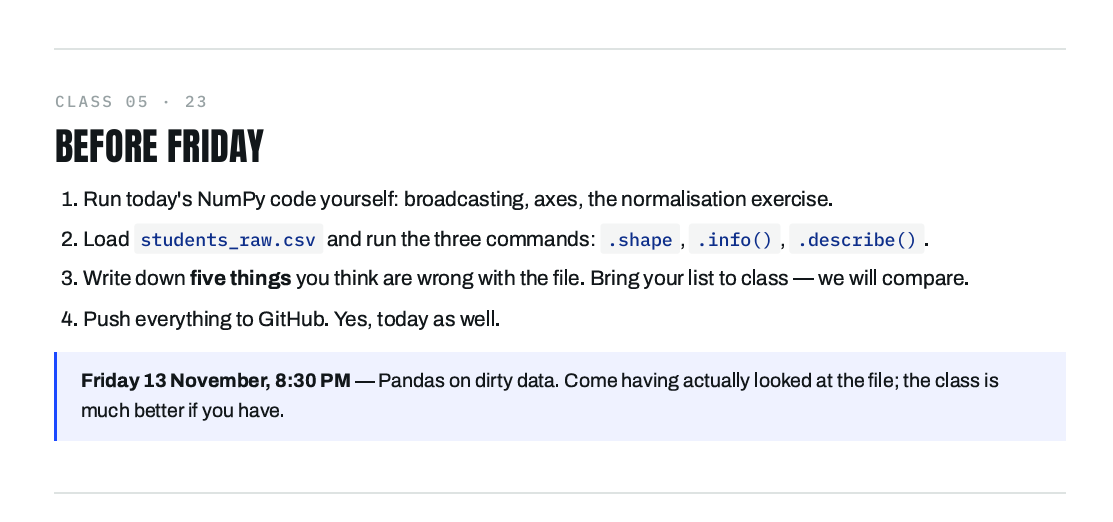 CLASS 05 · 23
BEFORE FRIDAY
1. Run today's NumPy code yourself: broadcasting, axes, the normalisation exercise.
2. Load students_raw.csv and run the three commands: .shape, .info(), .describe().
3. Write down five things you think are wrong with the file. Bring your list to class — we will compare.
4. Push everything to GitHub. Yes, today as well.
Friday 13 November, 8:30 PM — Pandas on dirty data. Come having actually looked at the file; the class is
much better if you have.